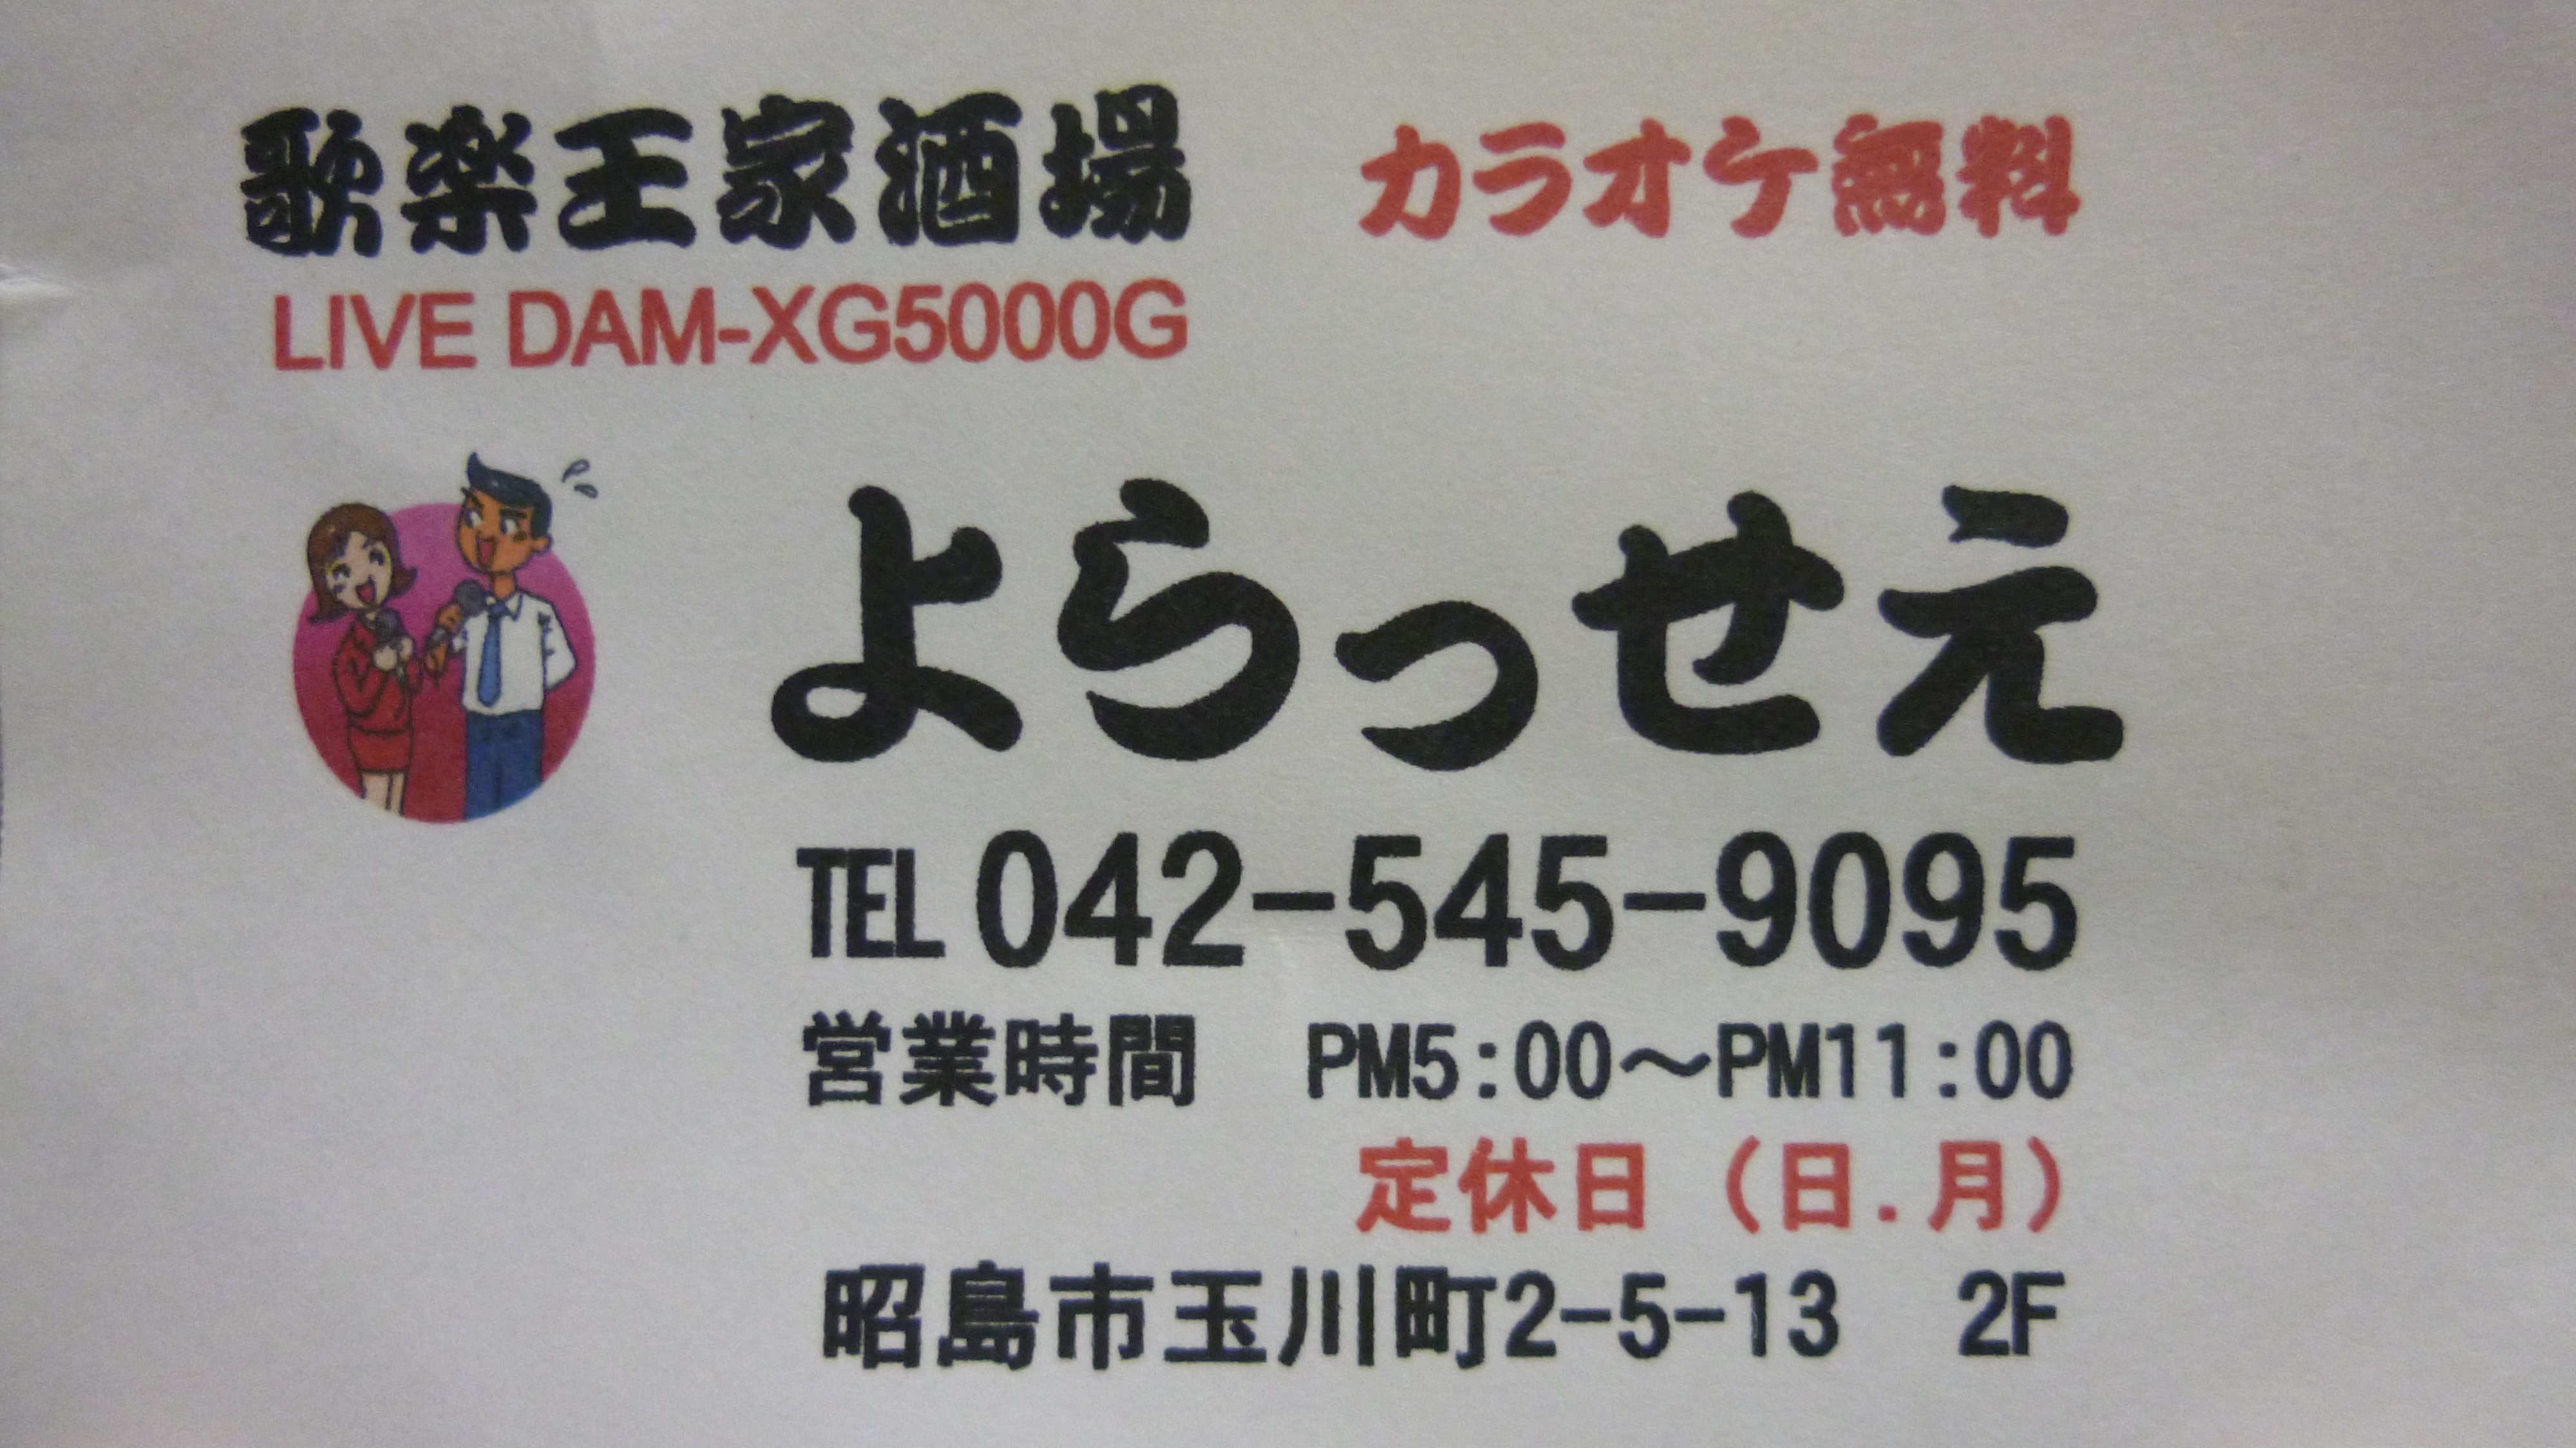 歌楽王家酒場 カラオケ無料
LIVE DAM-XG5000G
よらっせえ
TEL 042-545-9095
営業時間 PM5:00～PM11:00
定休日（日.月）
昭島市玉川町2-5-13 2F